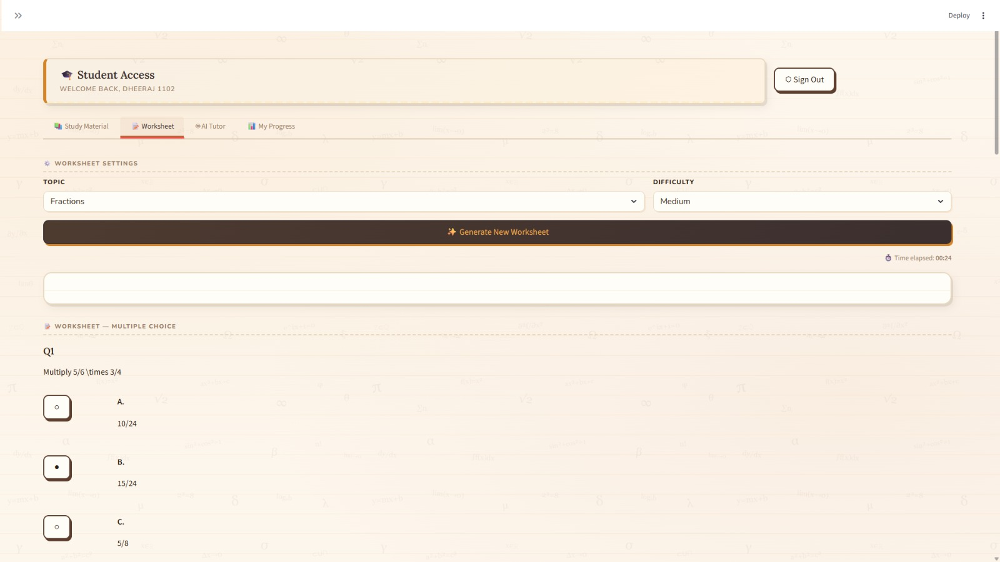 Deploy
Student Access
WELCOME BACK, DHEERAJ 1102
Sign Out
Study Material
Worksheet
AI Tutor
My Progress
WORKSHEET SETTINGS
TOPIC
DIFFICULTY
Fractions
Medium
Generate New Worksheet
Time elapsed: 00:24
WORKSHEET — MULTIPLE CHOICE
Q1
Multiply 5/6 \times 3/4
A.
10/24
B.
15/24
C.
5/8